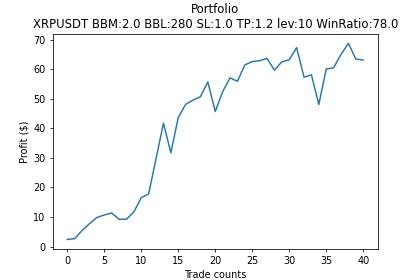 Portfolio
XRPUSDT BBM:2.0 BBL:280 SL:1.0 TP:1.2 lev:10 WinRatio:78.0
70
60
50
40
30
20
10
0
Profit ($)
0 5 10 15 20 25 30 35 40
Trade counts